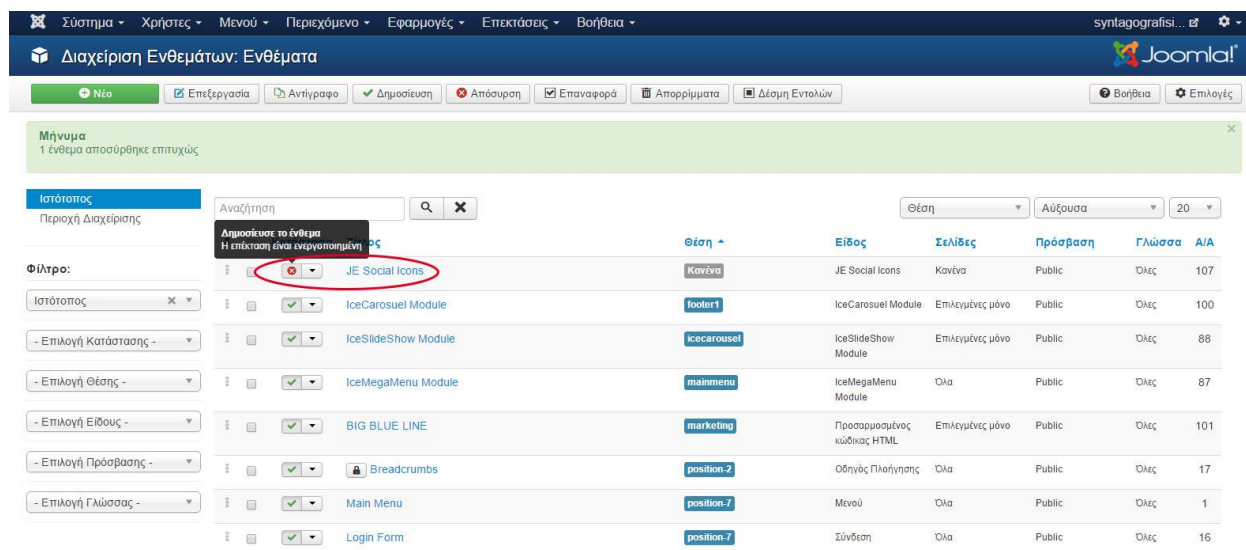 Σύστημα Χρήστες Μενού Περιεχόμενο Εφαρμογές Επεκτάσεις Βοήθεια syntagografisi...
Διαχείριση Ενθεμάτων: Ενθέματα Joomla!
Νέο Επεξεργασία Αντίγραφο Δημοσίευση Απόσυρση Επαναφορά Απορρίμματα Δέσμη Εντολών Βοήθεια Επιλογές
Μήνυμα
1 ένθεμα αποσύρθηκε επιτυχώς
Ιστότοπος
Περιοχή Διαχείρισης
Αναζήτηση Θέση Αύξουσα 20
Δημοσίευσε το ένθεμα
Η επέκταση είναι ενεργοποιημένη
Θέση Είδος Σελίδες Πρόσβαση Γλώσσα Α/Α
Φίλτρο:
Ιστότοπος
- Επιλογή Κατάστασης -
- Επιλογή Θέσης -
- Επιλογή Είδους -
- Επιλογή Πρόσβασης -
- Επιλογή Γλώσσας -
JE Social Icons Κανένα JE Social Icons Κανένα Public Όλες 107
IceCarosuel Module footer1 IceCarosuel Module Επιλεγμένες μόνο Public Όλες 100
IceSlideShow Module icecarousel IceSlideShow Module Επιλεγμένες μόνο Public Όλες 88
IceMegaMenu Module mainmenu IceMegaMenu Module Όλα Public Όλες 87
BIG BLUE LINE marketing Προσαρμοσμένος κώδικας HTML Επιλεγμένες μόνο Public Όλες 101
Breadcrumbs position-2 Οδηγός Πλοήγησης Όλα Public Όλες 17
Main Menu position-7 Μενού Όλα Public Όλες 1
Login Form position-7 Σύνδεση Όλα Public Όλες 16